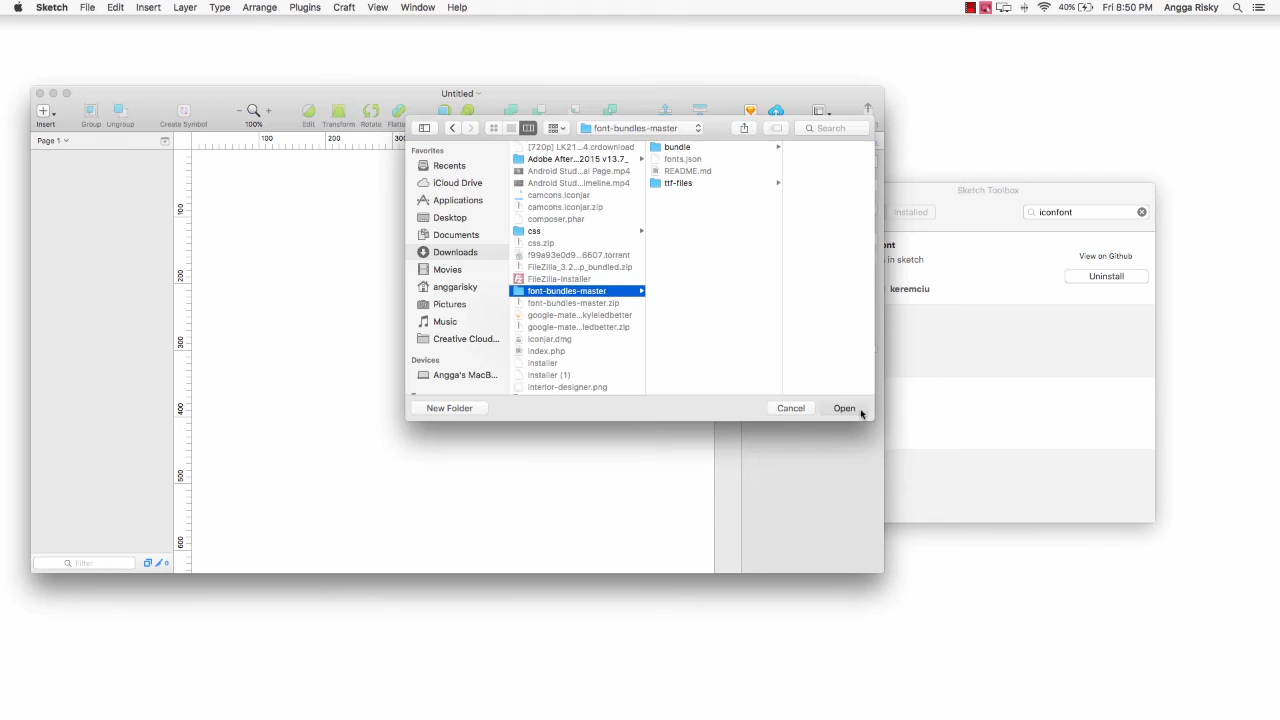 Sketch File Edit Insert Layer Type Arrange Plugins Craft View Window Help 40% Fri 8:50 PM Angga Risky
Untitled
Insert Group Ungroup Create Symbol 100% Edit Transform Rotate
Page 1
100 200
100
200
300
400
500
600
Filter
font-bundles-master
Search
Favorites
Recents
iCloud Drive
Applications
Desktop
Documents
Downloads
Movies
anggarisky
Pictures
Music
Creative Cloud...
Devices
Angga's MacB...
[720p] LK21...4.crdownload
Adobe After...2015 v13.7_
Android Stud...al Page.mp4
Android Stud...imeline.mp4
camcons.iconjar
camcons.iconjar.zip
composer.phar
css
css.zip
f99a93e0d9...6607.torrent
FileZilla_3.2...p_bundled.zip
FileZilla-Installer
font-bundles-master
font-bundles-master.zip
google-mate...kyleledbetter
google-mate...ledbetter.zip
iconjar.dmg
index.php
installer
installer (1)
interior-designer.png
bundle
fonts.json
README.md
ttf-files
New Folder
Cancel
Open
Sketch Toolbox
Installed
iconfont
s in sketch
keremciu
View on Github
Uninstall